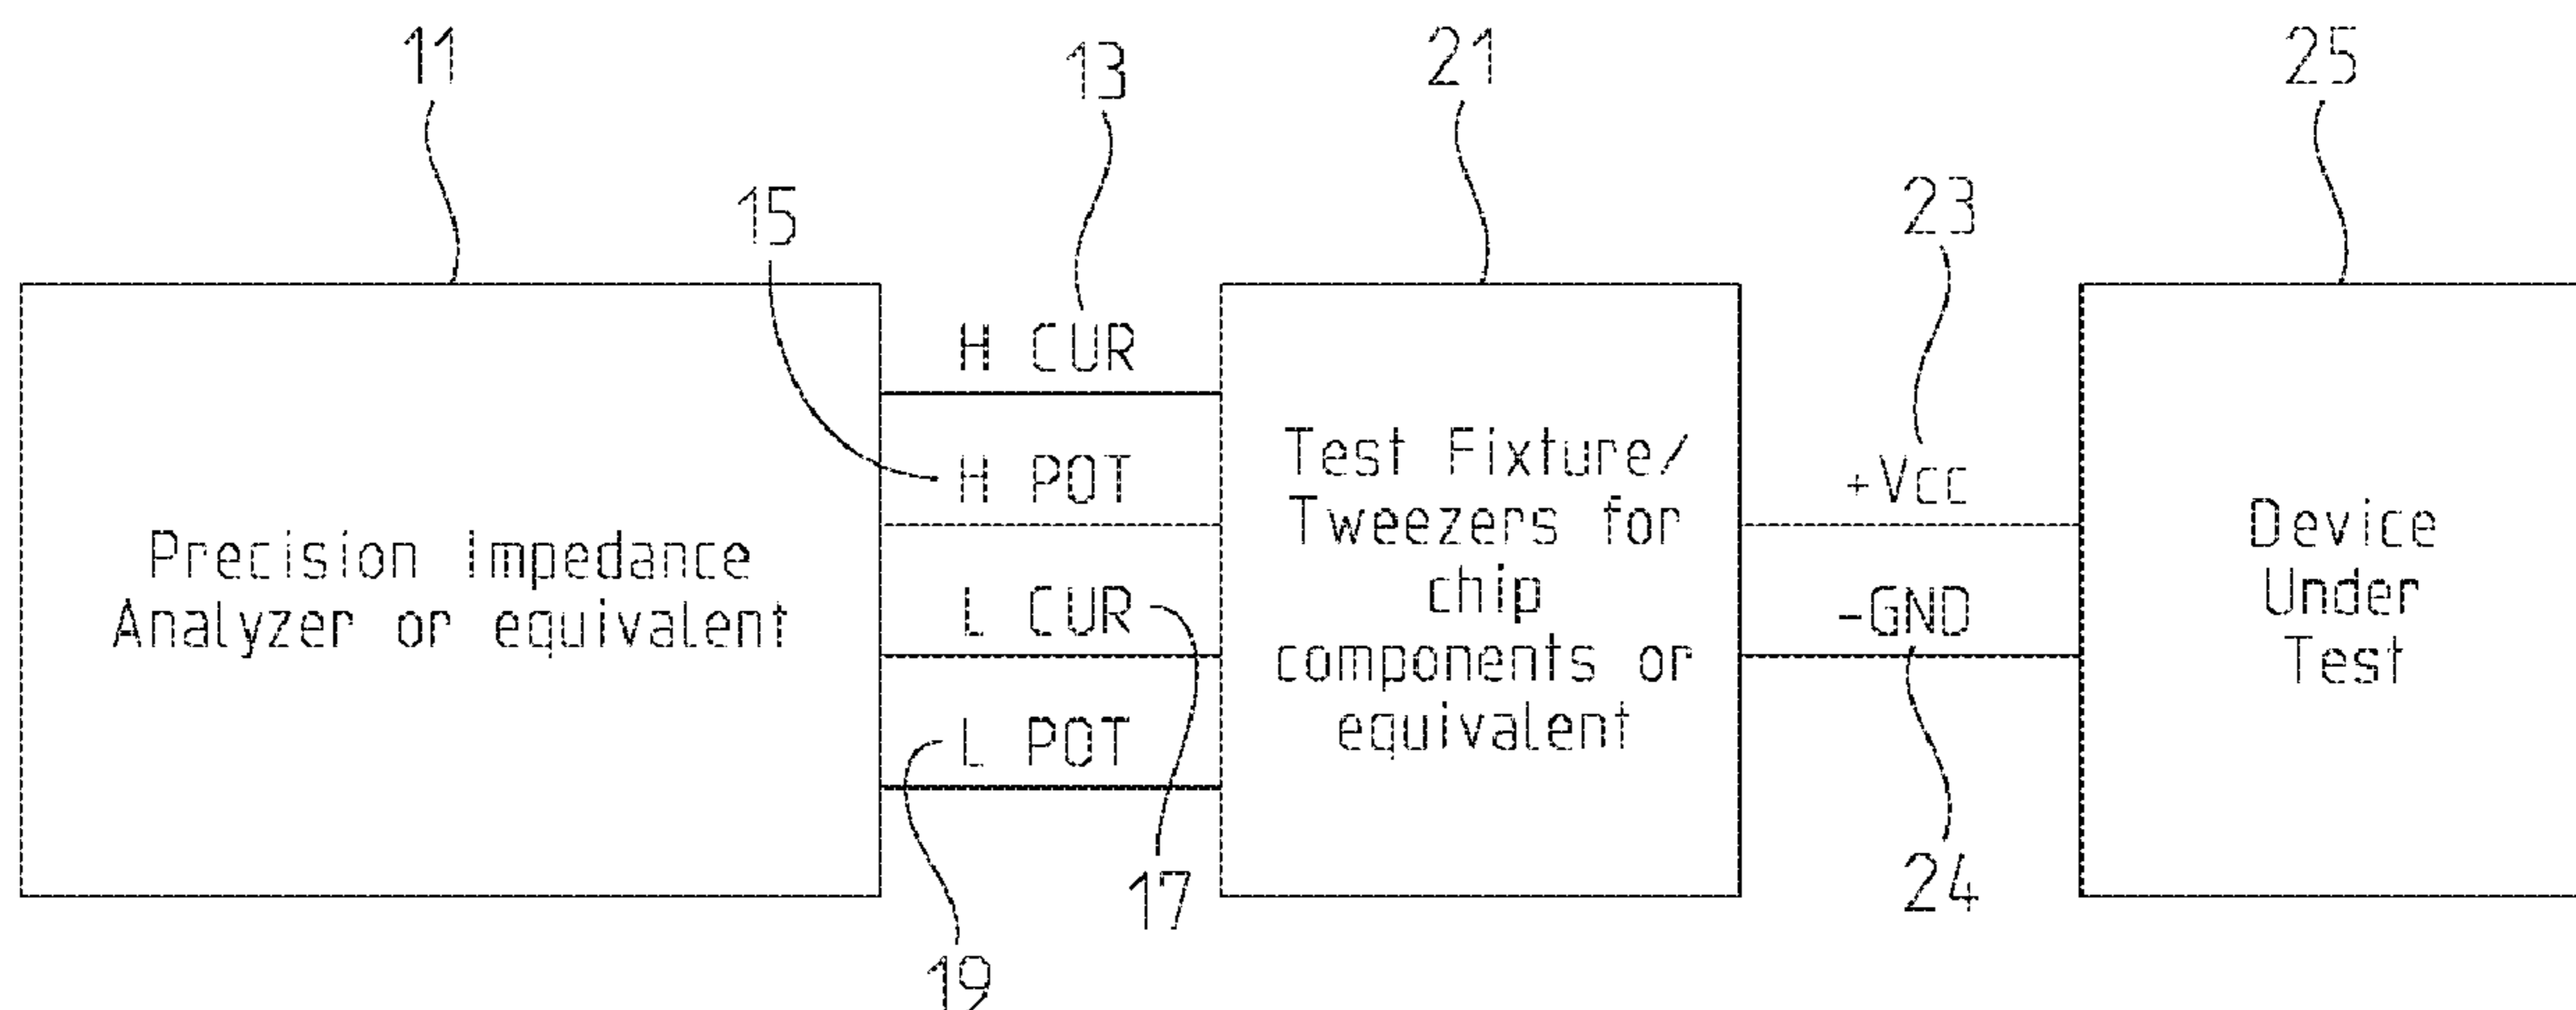 11
13
21
25
15
23
H CUR
H POT
L CUR
L POT
Precision Impedance
Analyzer or equivalent
Test Fixture/
Tweezers for
chip
components or
equivalent
+Vcc
-GND
Device
Under
Test
17
24
19